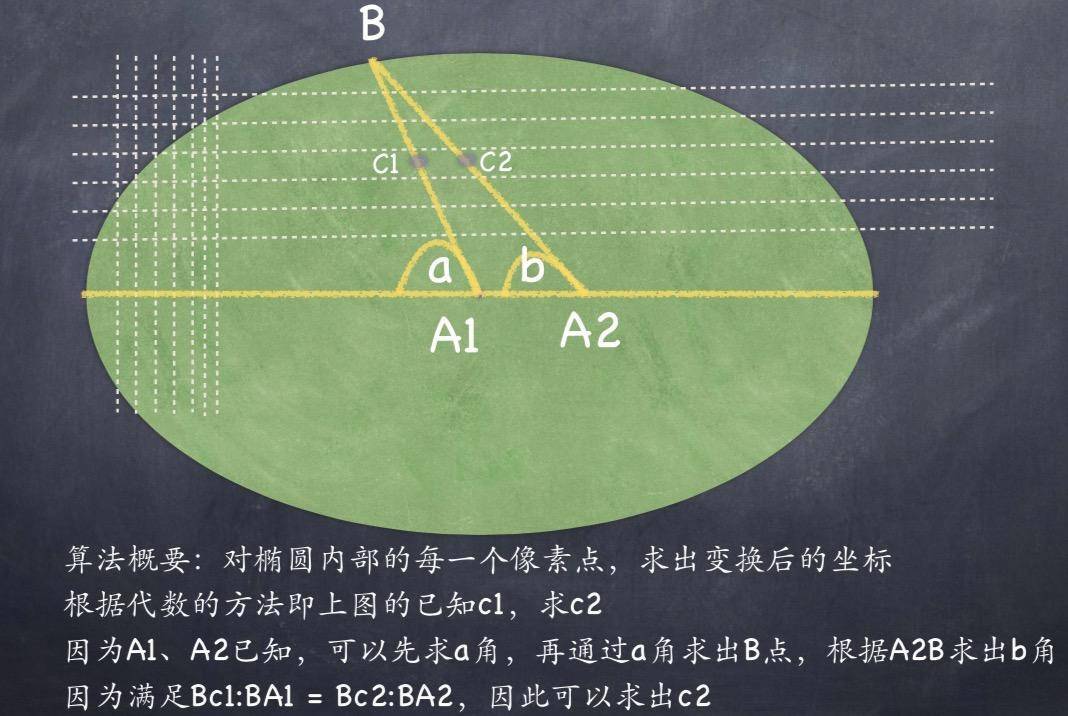 B
C1
C2
a
b
A1
A2
算法概要：对椭圆内部的每一个像素点，求出变换后的坐标
根据代数的方法即上图的已知c1，求c2
因为A1、A2已知，可以先求a角，再通过a角求出B点，根据A2B求出b角
因为满足Bc1:BA1 = Bc2:BA2，因此可以求出c2